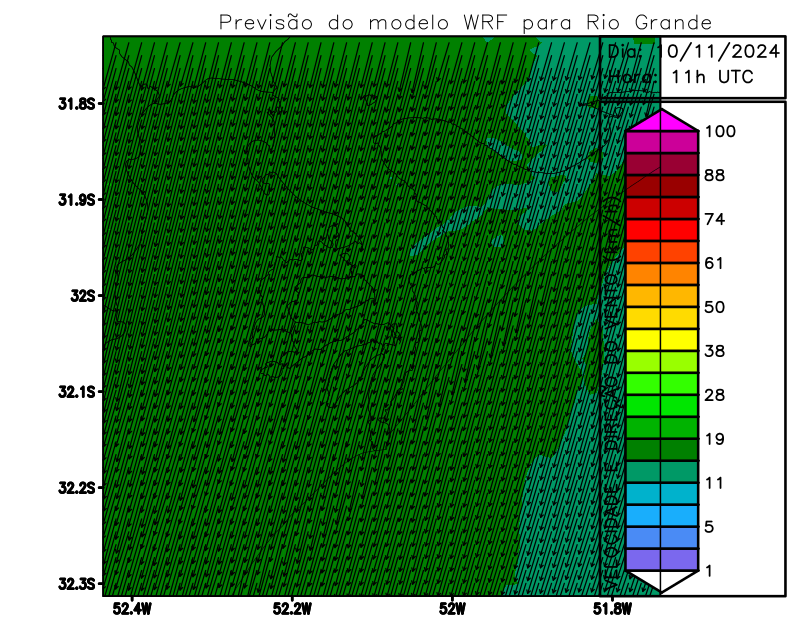 Previsão do modelo WRF para Rio Grande
Dia: 10/11/2024
Hora: 11h UTC
31.8S
31.9S
32S
32.1S
32.2S
32.3S
52.4W
52.2W
52W
51.8W
VELOCIDADE E DIREÇÃO DO VENTO (km/h)
100
88
74
61
50
38
28
19
11
5
1